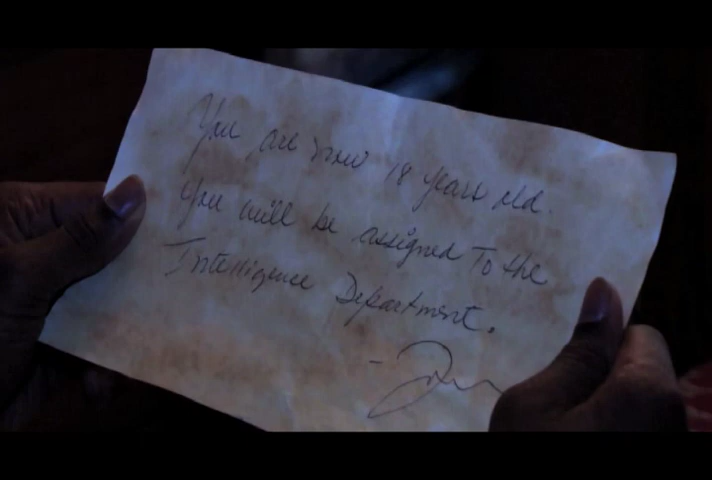 You are now 18 years old.
You will be assigned To the
Intelligence Department.